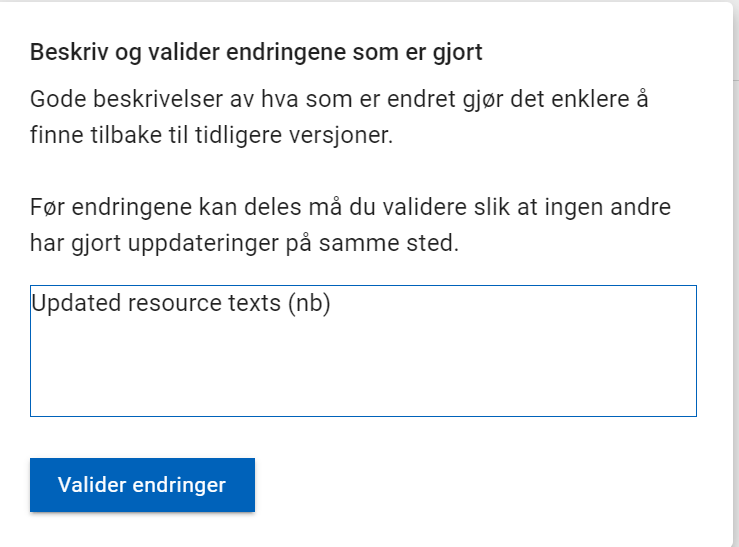 Beskriv og valider endringene som er gjort
Gode beskrivelser av hva som er endret gjør det enklere å
finne tilbake til tidligere versjoner.
Før endringene kan deles må du validere slik at ingen andre
har gjort uppdateringer på samme sted.
Updated resource texts (nb)
Valider endringer